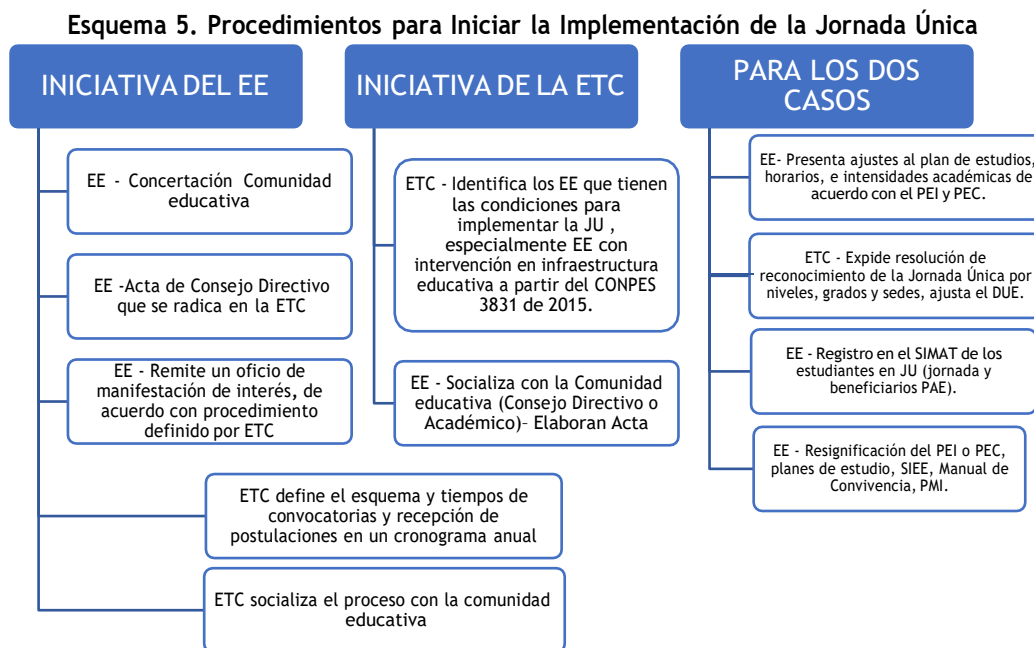 Esquema 5. Procedimientos para Iniciar la Implementación de la Jornada Única
INICIATIVA DEL EE
EE - Concertación Comunidad
educativa
EE -Acta de Consejo Directivo
que se radica en la ETC
EE - Remite un oficio de
manifestación de interés, de
acuerdo con procedimiento
definido por ETC
ETC define el esquema y tiempos de
convocatorias y recepción de
postulaciones en un cronograma anual
ETC socializa el proceso con la comunidad
educativa
INICIATIVA DE LA ETC
ETC - Identifica los EE que tienen
las condiciones para
implementar la JU ,
especialmente EE con
intervención en infraestructura
educativa a partir del CONPES
3831 de 2015.
EE - Socializa con la Comunidad
educativa (Consejo Directivo o
Académico)– Elaboran Acta
PARA LOS DOS
CASOS
EE- Presenta ajustes al plan de estudios,
horarios, e intensidades académicas de
acuerdo con el PEI y PEC.
ETC - Expide resolución de
reconocimiento de la Jornada Única por
niveles, grados y sedes, ajusta el DUE.
EE - Registro en el SIMAT de los
estudiantes en JU (jornada y
beneficiarios PAE).
EE - Resignificación del PEI o PEC,
planes de estudio, SIEE, Manual de
Convivencia, PMI.